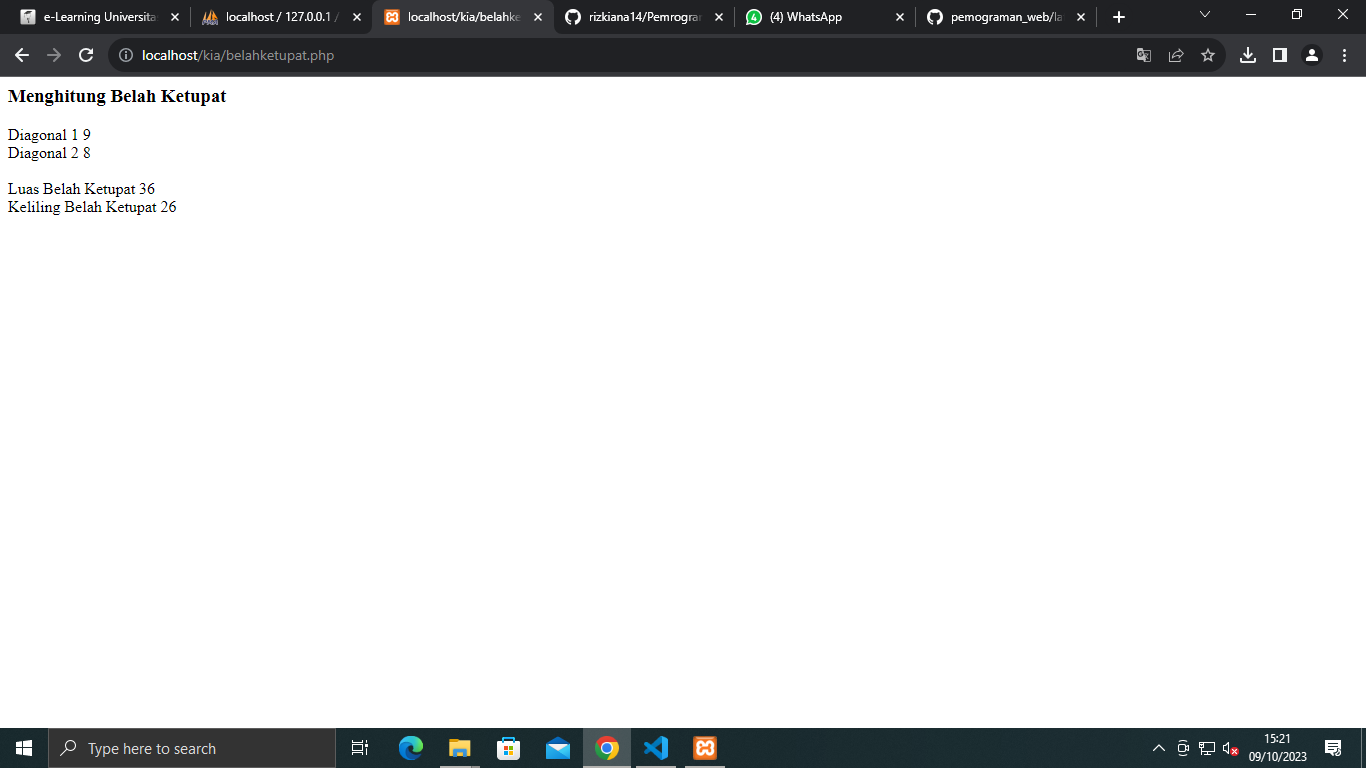 e-Learning Universita
localhost / 127.0.0.1 /
localhost/kia/belahke
rizkiana14/Pemrogra
4
(4) WhatsApp
pemograman_web/la
localhost/kia/belahketupat.php
Menghitung Belah Ketupat
Diagonal 1 9
Diagonal 2 8
Luas Belah Ketupat 36
Keliling Belah Ketupat 26
Type here to search
15:21
09/10/2023